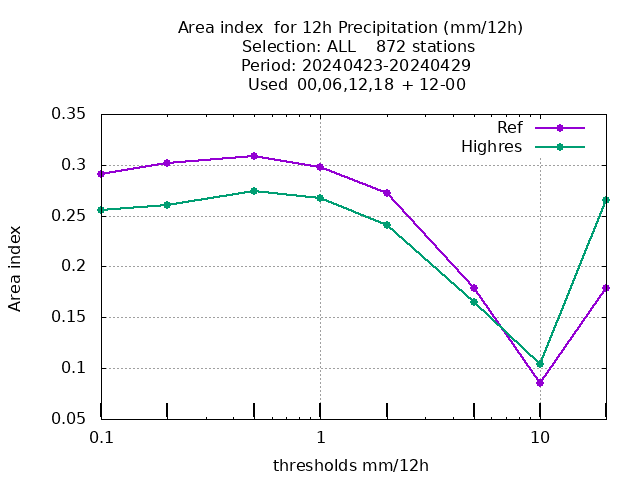 Area index  for 12h Precipitation (mm/12h)
Selection: ALL    872 stations
Period: 20240423-20240429
Used  00,06,12,18  + 12-00
0.35
Ref
Highres
0.3
0.25
0.2
0.15
0.1
0.05
Area index
0.1
1
10
thresholds mm/12h